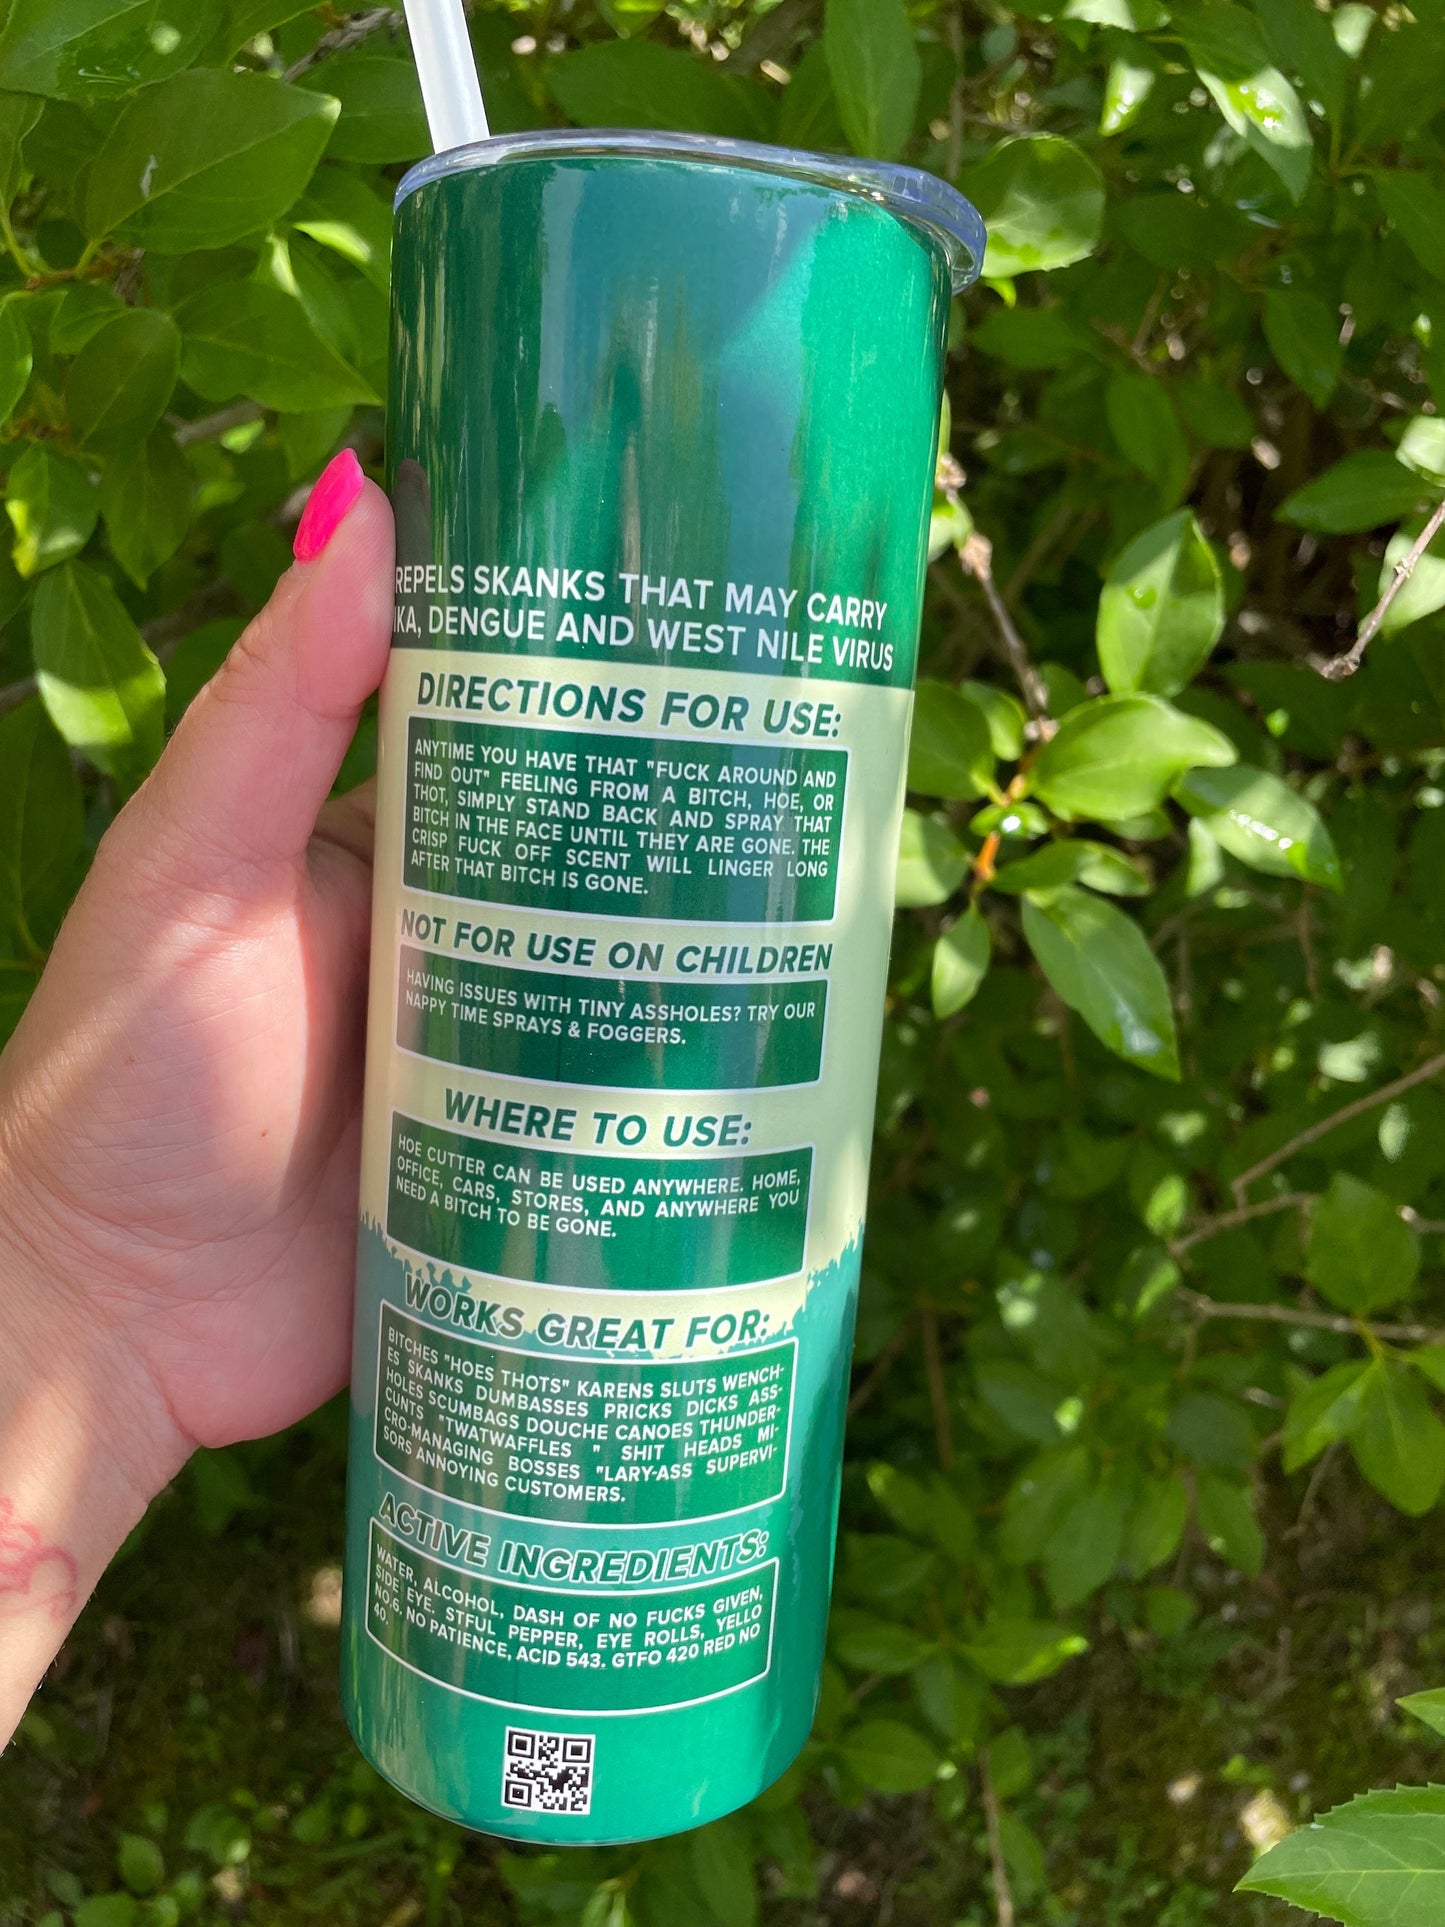 REPELS SKANKS THAT MAY CARRY
IKA, DENGUE AND WEST NILE VIRUS
DIRECTIONS FOR USE:
ANYTIME YOU HAVE THAT "FUCK AROUND AND
FIND OUT" FEELING FROM A BITCH, HOE, OR
THOT, SIMPLY STAND BACK AND SPRAY THAT
BITCH IN THE FACE UNTIL THEY ARE GONE. THE
CRISP FUCK OFF SCENT WILL LINGER LONG
AFTER THAT BITCH IS GONE.
NOT FOR USE ON CHILDREN
HAVING ISSUES WITH TINY ASSHOLES? TRY OUR
NAPPY TIME SPRAYS & FOGGERS.
WHERE TO USE:
HOE CUTTER CAN BE USED ANYWHERE. HOME,
OFFICE, CARS, STORES, AND ANYWHERE YOU
NEED A BITCH TO BE GONE.
WORKS GREAT FOR:
BITCHES "HOES THOTS" KARENS SLUTS WENCH-
ES SKANKS DUMBASSES PRICKS DICKS ASS-
HOLES SCUMBAGS DOUCHE CANOES THUNDER-
CUNTS "TWATWAFFLES " SHIT HEADS MI-
CRO-MANAGING BOSSES "LARY-ASS SUPERVI-
SORS ANNOYING CUSTOMERS.
ACTIVE INGREDIENTS:
WATER, ALCOHOL, DASH OF NO FUCKS GIVEN,
SIDE EYE, STFUL PEPPER, EYE ROLLS, YELLO
NO.6. NO PATIENCE, ACID 543. GTFO 420 RED NO
40.